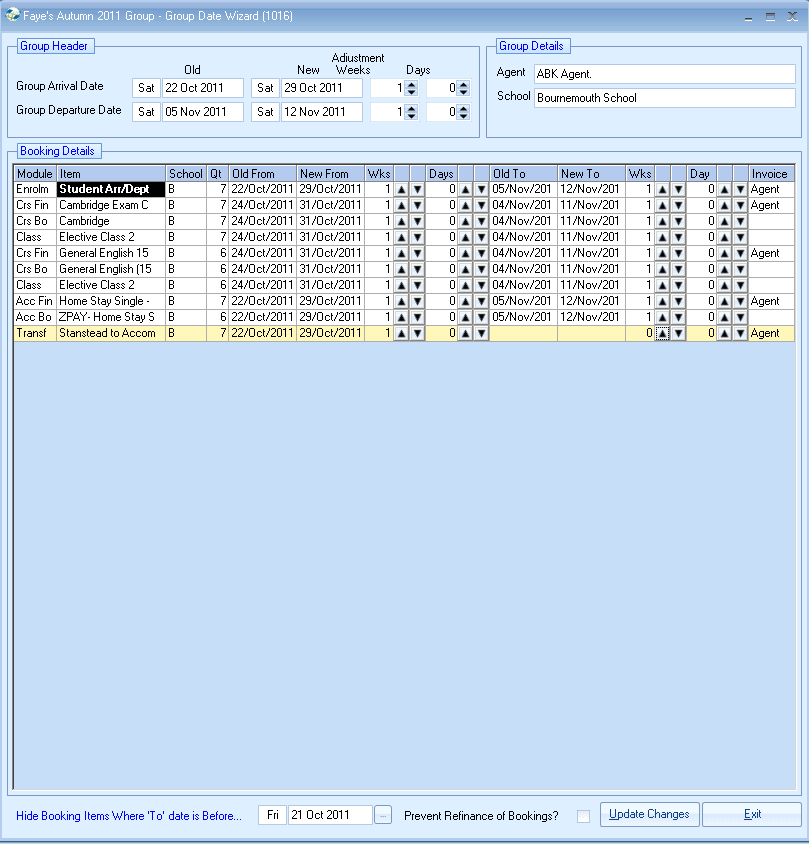 Faye's Autumn 2011 Group - Group Date Wizard (1016)
Group Header
Group Details
Adjustment
Old New Weeks Days
Group Arrival Date Sat 22 Oct 2011 Sat 29 Oct 2011 1 0
Group Departure Date Sat 05 Nov 2011 Sat 12 Nov 2011 1 0
Agent ABK Agent.
School Bournemouth School
Booking Details
Module Item School Qt Old From New From Wks Days Old To New To Wks Day Invoice
Enrolm Student Arr/Dept B 7 22/Oct/2011 29/Oct/2011 1 0 05/Nov/201 12/Nov/201 1 0 Agent
Crs Fin Cambridge Exam C B 7 24/Oct/2011 31/Oct/2011 1 0 04/Nov/201 11/Nov/201 1 0 Agent
Crs Bo Cambridge B 7 24/Oct/2011 31/Oct/2011 1 0 04/Nov/201 11/Nov/201 1 0
Class Elective Class 2 B 7 24/Oct/2011 31/Oct/2011 1 0 04/Nov/201 11/Nov/201 1 0
Crs Fin General English 15 B 6 24/Oct/2011 31/Oct/2011 1 0 04/Nov/201 11/Nov/201 1 0 Agent
Crs Bo General English (15 B 6 24/Oct/2011 31/Oct/2011 1 0 04/Nov/201 11/Nov/201 1 0
Class Elective Class 2 B 6 24/Oct/2011 31/Oct/2011 1 0 04/Nov/201 11/Nov/201 1 0
Acc Fin Home Stay Single - B 7 22/Oct/2011 29/Oct/2011 1 0 05/Nov/201 12/Nov/201 1 0 Agent
Acc Bo ZPAY- Home Stay S B 6 22/Oct/2011 29/Oct/2011 1 0 05/Nov/201 12/Nov/201 1 0
Transf Stanstead to Accom B 7 22/Oct/2011 29/Oct/2011 1 0 0 0 Agent
Hide Booking Items Where 'To' date is Before... Fri 21 Oct 2011 ... Prevent Refinance of Bookings? Update Changes Exit